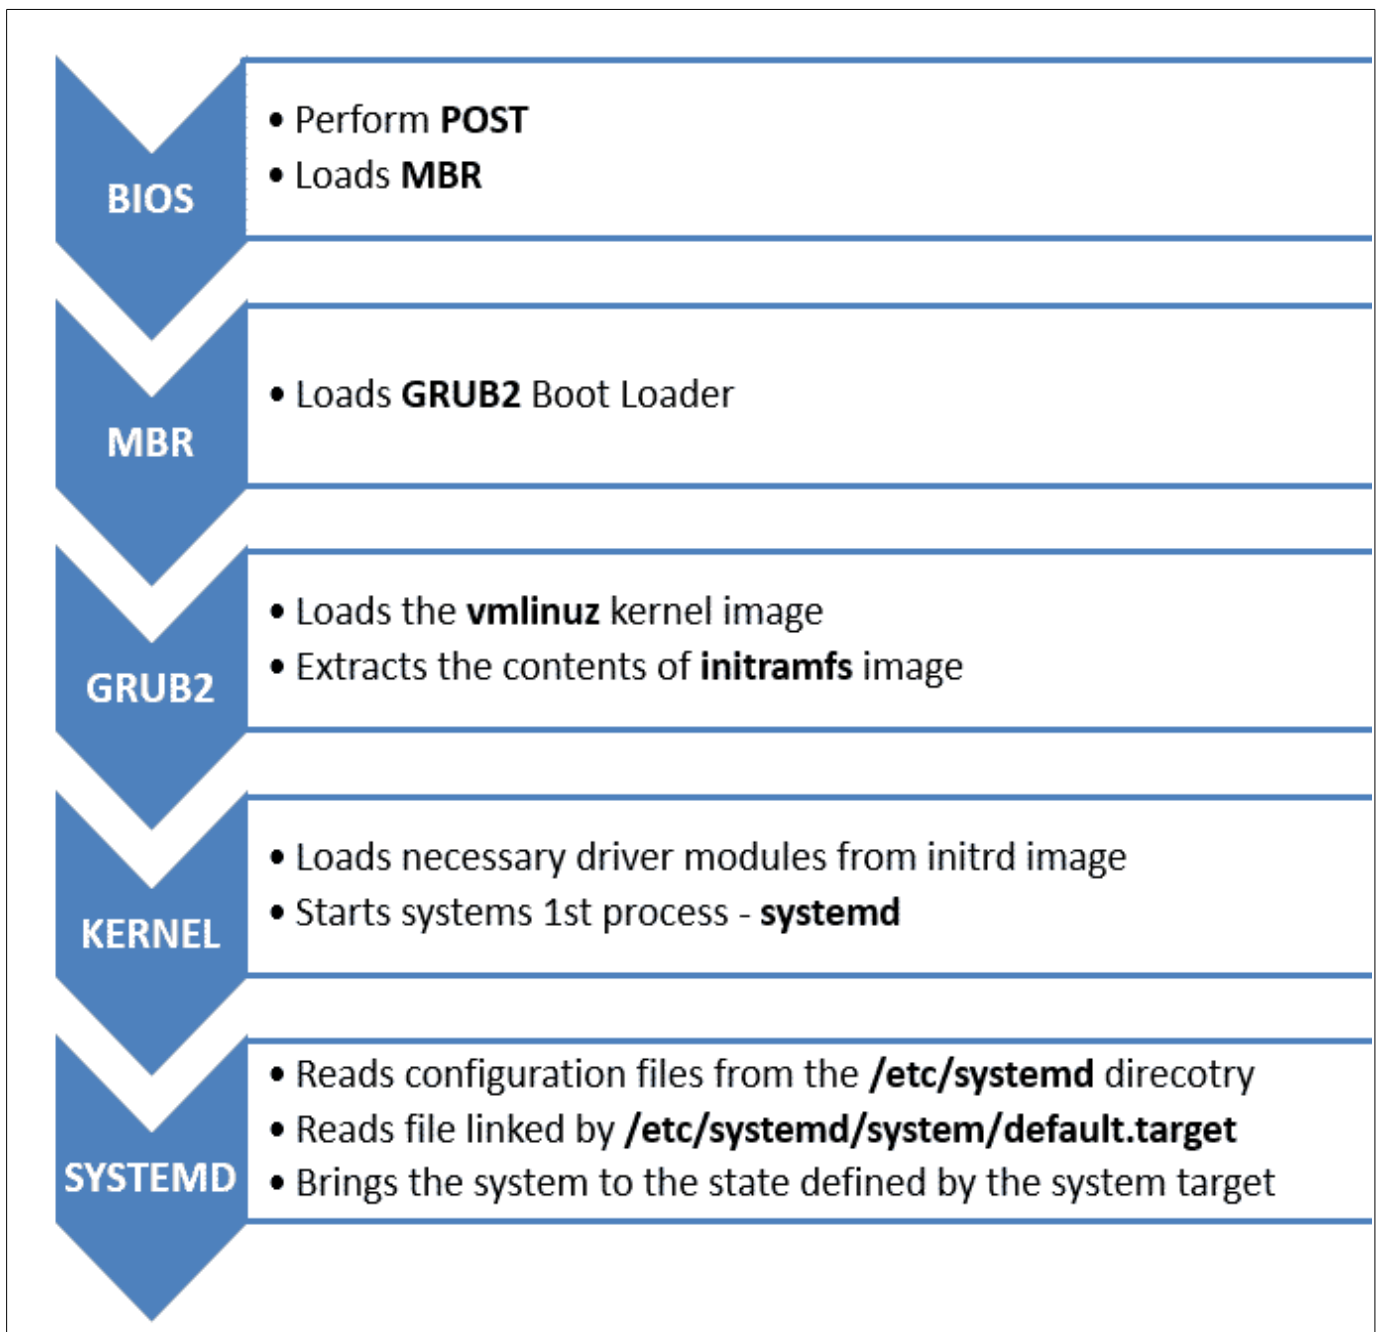 BIOS
• Perform POST
• Loads MBR
MBR
• Loads GRUB2 Boot Loader
GRUB2
• Loads the vmlinuz kernel image
• Extracts the contents of initramfs image
KERNEL
• Loads necessary driver modules from initrd image
• Starts systems 1st process - systemd
SYSTEMD
• Reads configuration files from the /etc/systemd direcotry
• Reads file linked by /etc/systemd/system/default.target
• Brings the system to the state defined by the system target